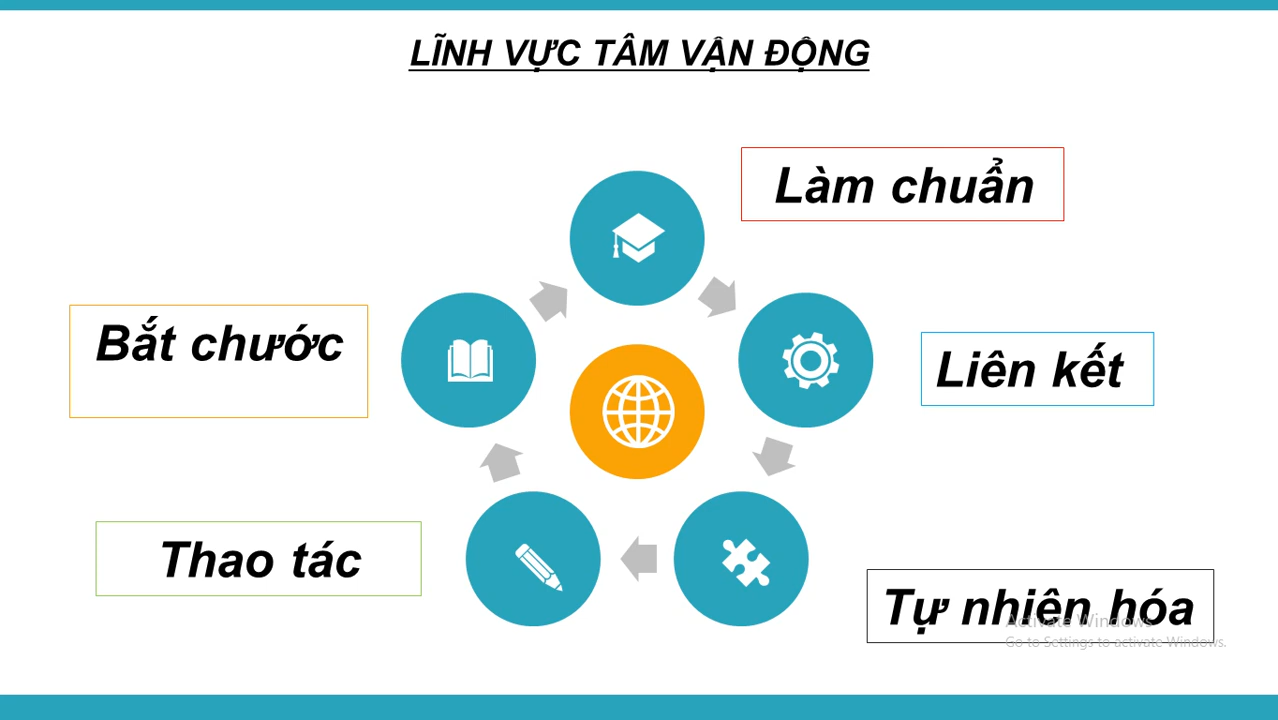 LĨNH VỰC TÂM VẬN ĐỘNG
Làm chuẩn
Bắt chước
Liên kết
Thao tác
Tự nhiên hóa
Activate Windows
Go to Settings to activate Windows.